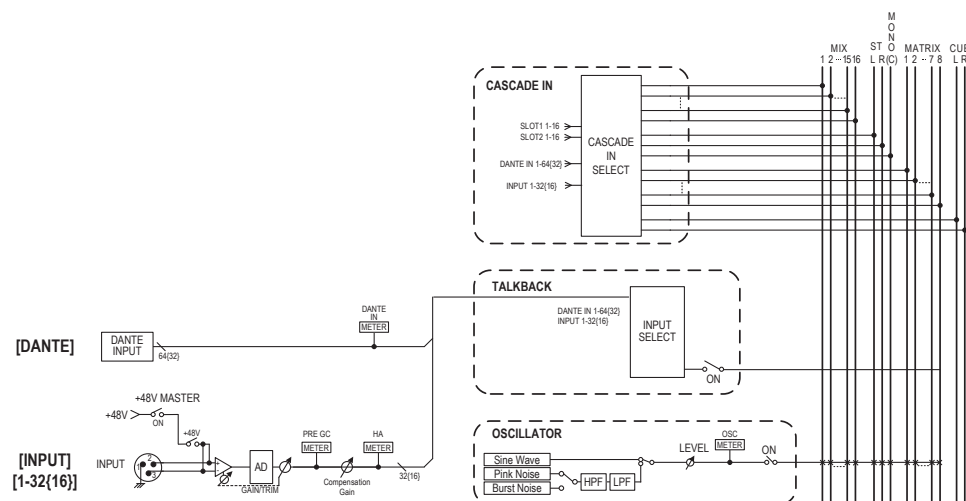 M
O
N
O
(C)
MIX
1 2 ··· 15 16
ST
L R
MATRIX
1 2 ·· 7 8
CUE
L R
CASCADE IN
SLOT1 1-16
SLOT2 1-16
DANTE IN 1-64{32}
INPUT 1-32{16}
CASCADE
IN
SELECT
TALKBACK
DANTE IN 1-64{32}
INPUT 1-32{16}
INPUT
SELECT
ON
[DANTE]
DANTE
INPUT
64{32}
DANTE
IN
METER
+48V MASTER
+48V
ON
+48V
[INPUT]
[1-32{16}]
INPUT
1
2
3
+
-
AD
GAIN/TRIM
PRE GC
METER
Compensation
Gain
HA
METER
32{16}
OSCILLATOR
Sine Wave
Pink Noise
Burst Noise
HPF
LPF
LEVEL
OSC
METER
ON